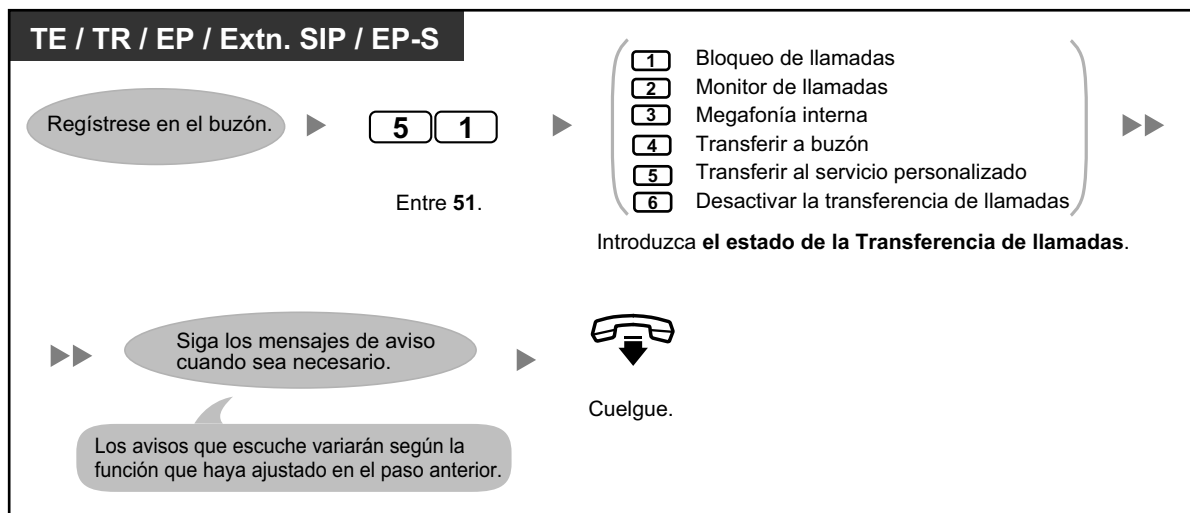 TE / TR / EP / Extn. SIP / EP-S
Regístrese en el buzón.
5 1
Entre 51.
1 Bloqueo de llamadas
2 Monitor de llamadas
3 Megafonía interna
4 Transferir a buzón
5 Transferir al servicio personalizado
6 Desactivar la transferencia de llamadas
Introduzca el estado de la Transferencia de llamadas.
Siga los mensajes de aviso
cuando sea necesario.
Los avisos que escuche variarán según la
función que haya ajustado en el paso anterior.
Cuelgue.